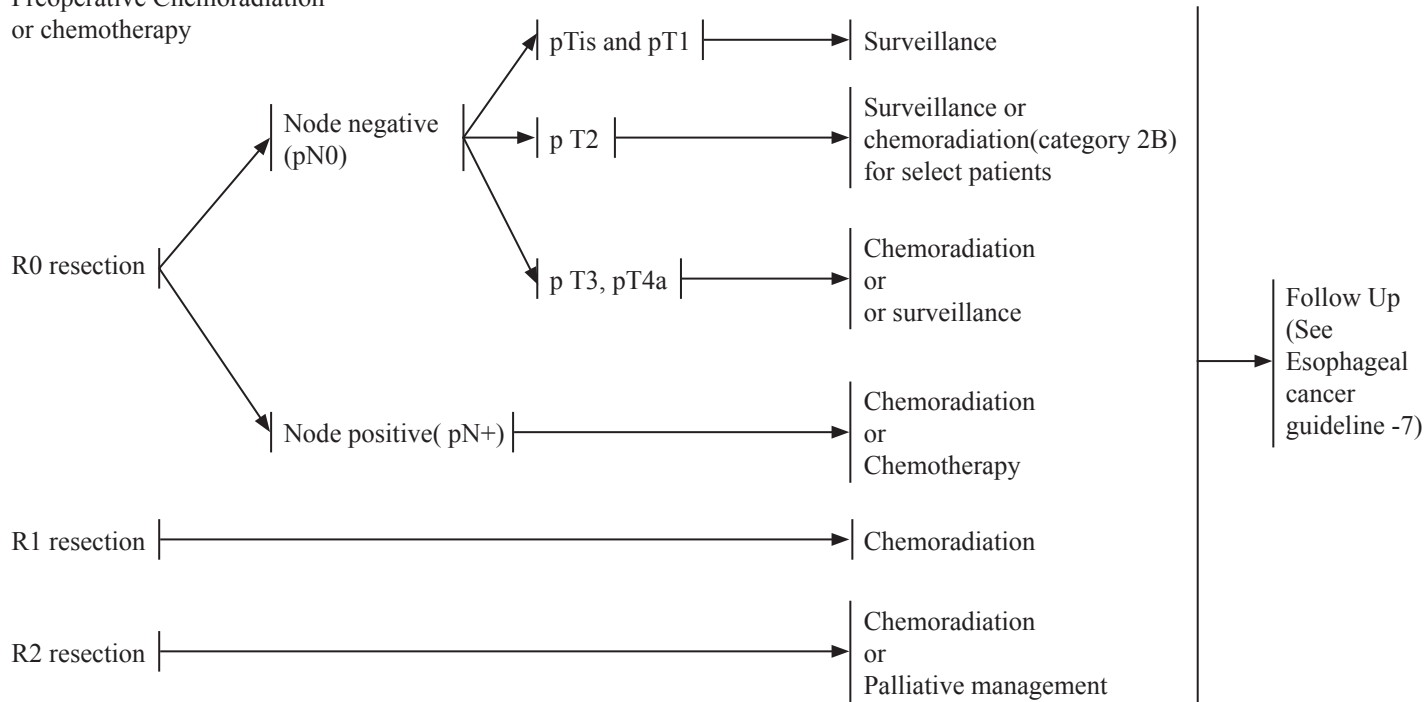 Preoperative Chemoradiation
or chemotherapy
pTis and pT1
Surveillance
Node negative
(pN0)
p T2
Surveillance or
chemoradiation(category 2B)
for select patients
R0 resection
p T3, pT4a
Chemoradiation
or
or surveillance
Node positive( pN+)
Chemoradiation
or
Chemotherapy
R1 resection
Chemoradiation
R2 resection
Chemoradiation
or
Palliative management
Follow Up
(See
Esophageal
cancer
guideline -7)